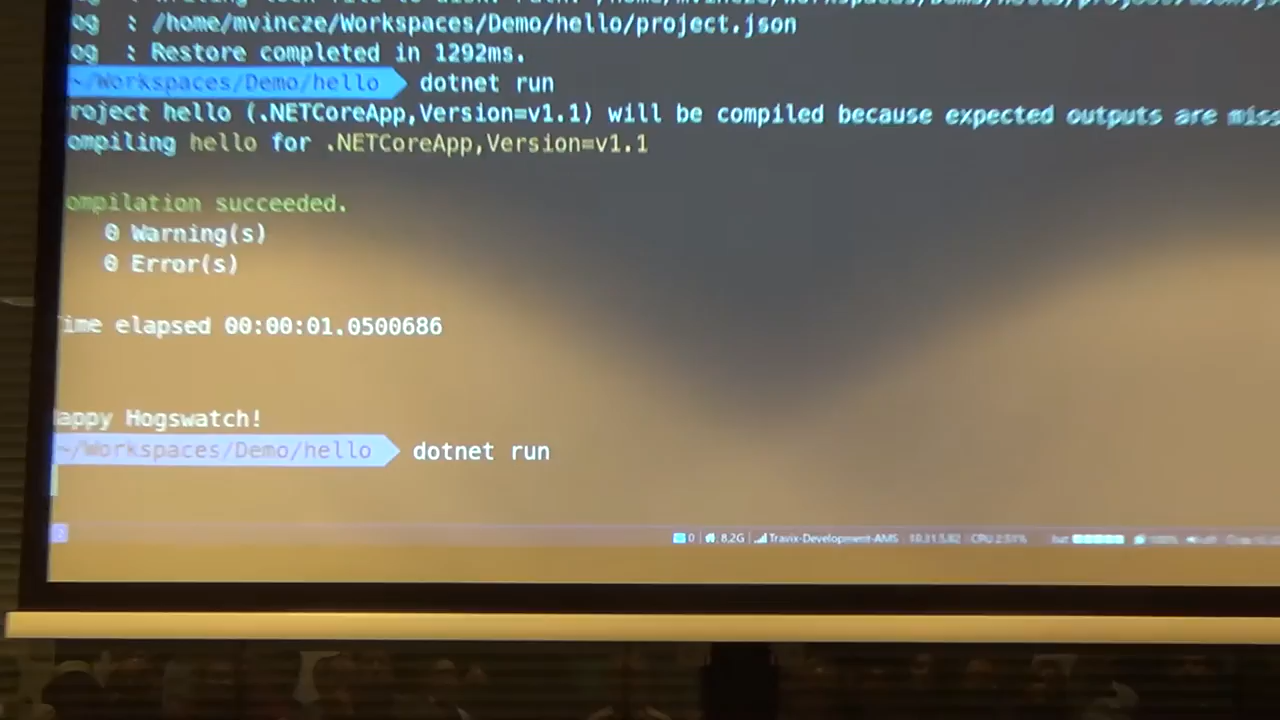 og : /home/mvincze/Workspaces/Demo/hello/project.json
og : Restore completed in 1292ms.
~/Workspaces/Demo/hello dotnet run
roject hello (.NETCoreApp,Version=v1.1) will be compiled because expected outputs are miss
ompiling hello for .NETCoreApp,Version=v1.1
ompilation succeeded.
0 Warning(s)
0 Error(s)
ime elapsed 00:00:01.0500686
appy Hogswatch!
~/Workspaces/Demo/hello dotnet run
0 | 8.2G | Travix-Development-AMS